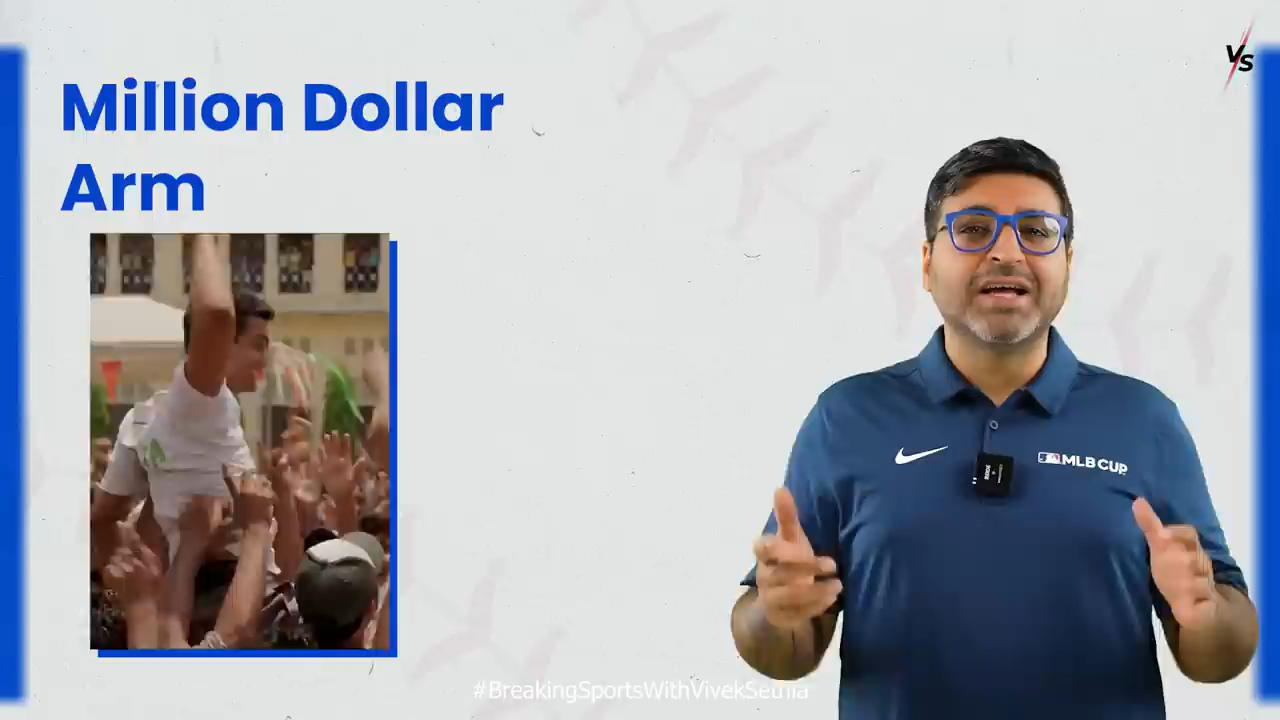 Million Dollar
Arm
VS
MLB CUP
#BreakingSportsWithVivekSethia